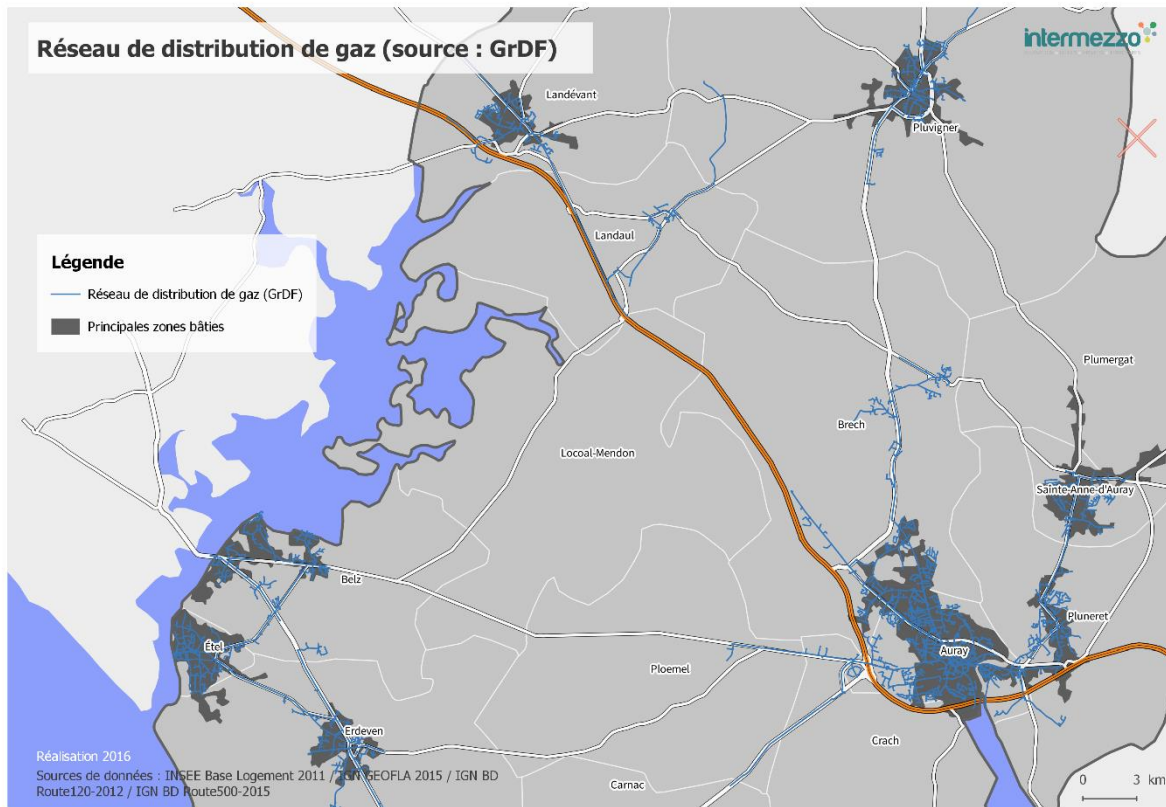 Réseau de distribution de gaz (source : GrDF)
intermezzo
Landévant
Pluvigner
Landaul
Légende
Réseau de distribution de gaz (GrDF)
Principales zones bâties
Plumergat
Brech
Locoal-Mendon
Sainte-Anne-d'Auray
Belz
Pluneret
Étel
Auray
Ploemel
Erdeven
Crach
Carnac
Réalisation 2016
Sources de données : INSEE Base Logement 2011 / IGN GEOFLA 2015 / IGN BD
Route120-2012 / IGN BD Route500-2015
0 3 km